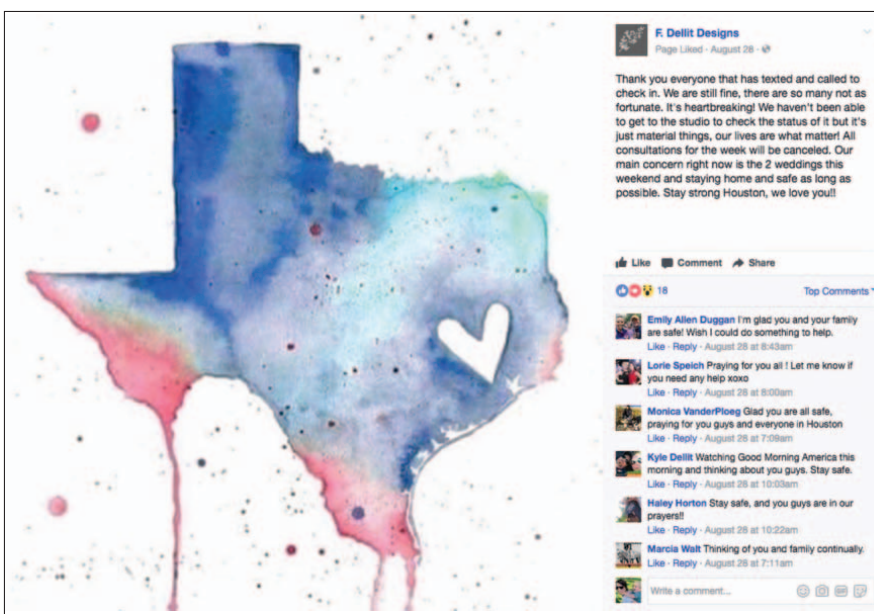 F. Dellit Designs
Page Liked · August 28 ·
Thank you everyone that has texted and called to
check in. We are still fine, there are so many not as
fortunate. It's heartbreaking! We haven't been able
to get to the studio to check the status of it but it's
just material things, our lives are what matter! All
consultations for the week will be canceled. Our
main concern right now is the 2 weddings this
weekend and staying home and safe as long as
possible. Stay strong Houston, we love you!!
Like Comment Share
18 Top Comments
Emily Allen Duggan I'm glad you and your family
are safe! Wish I could do something to help.
Like · Reply · August 28 at 8:43am
Lorie Speich Praying for you all ! Let me know if
you need any help xoxo
Like · Reply · August 28 at 8:00am
Monica VanderPloeg Glad you are all safe,
praying for you guys and everyone in Houston
Like · Reply · August 28 at 7:09am
Kyle Dellit Watching Good Morning America this
morning and thinking about you guys. Stay safe.
Like · Reply · August 28 at 10:03am
Haley Horton Stay safe, and you guys are in our
prayers!!
Like · Reply · August 28 at 10:22am
Marcia Walt Thinking of you and family continually.
Like · Reply · August 28 at 7:11am
Write a comment...